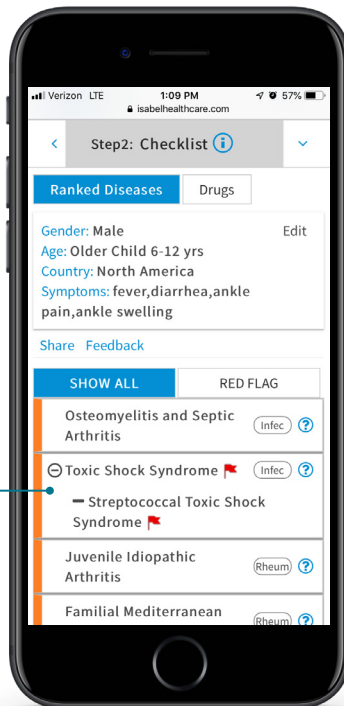 Verizon LTE 1:09 PM 57%
isabelhealthcare.com
Step2: Checklist i
Ranked Diseases Drugs
Gender: Male Edit
Age: Older Child 6-12 yrs
Country: North America
Symptoms: fever,diarrhea,ankle
pain,ankle swelling
Share Feedback
SHOW ALL RED FLAG
Osteomyelitis and Septic
Arthritis Infec ?
Toxic Shock Syndrome Infec ?
Streptococcal Toxic Shock
Syndrome
Juvenile Idiopathic
Arthritis Rheum ?
Familial Mediterranean
Rheum ?